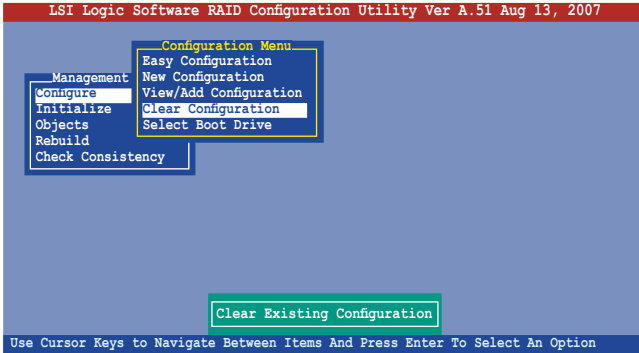 LSI Logic Software RAID Configuration Utility Ver A.51 Aug 13, 2007
Configuration Menu
Easy Configuration
New Configuration
View/Add Configuration
Clear Configuration
Select Boot Drive
Management
Configure
Initialize
Objects
Rebuild
Check Consistency
Clear Existing Configuration
Use Cursor Keys to Navigate Between Items And Press Enter To Select An Option